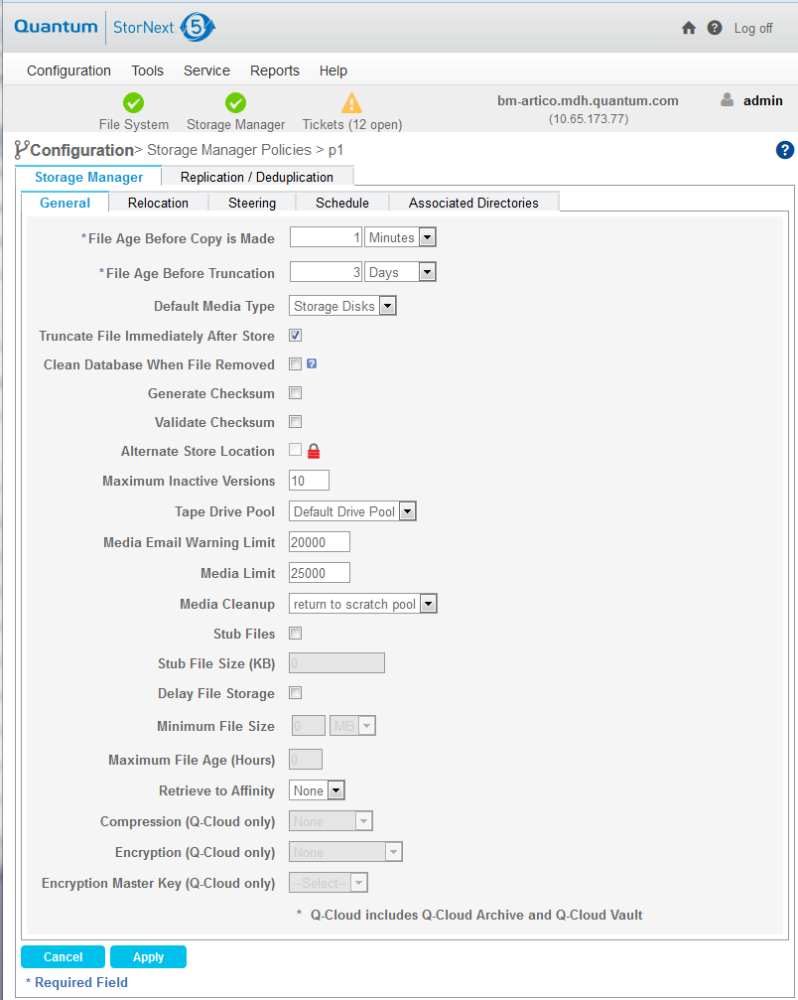 Quantum StorNext. 5
? Log off
Configuration Tools Service Reports Help
File System Storage Manager Tickets (12 open)
bm-artico.mdh.quantum.com
(10.65.173.77)
admin
Configuration> Storage Manager Policies > p1 ?
Storage Manager Replication / Deduplication
General Relocation Steering Schedule Associated Directories
*File Age Before Copy is Made 1 Minutes
*File Age Before Truncation 3 Days
Default Media Type Storage Disks
Truncate File Immediately After Store
Clean Database When File Removed ?
Generate Checksum
Validate Checksum
Alternate Store Location
Maximum Inactive Versions 10
Tape Drive Pool Default Drive Pool
Media Email Warning Limit 20000
Media Limit 25000
Media Cleanup return to scratch pool
Stub Files
Stub File Size (KB) 0
Delay File Storage
Minimum File Size 0 MB
Maximum File Age (Hours) 0
Retrieve to Affinity None
Compression (Q-Cloud only) None
Encryption (Q-Cloud only) None
Encryption Master Key (Q-Cloud only) --Select--
* Q-Cloud includes Q-Cloud Archive and Q-Cloud Vault
Cancel Apply
* Required Field